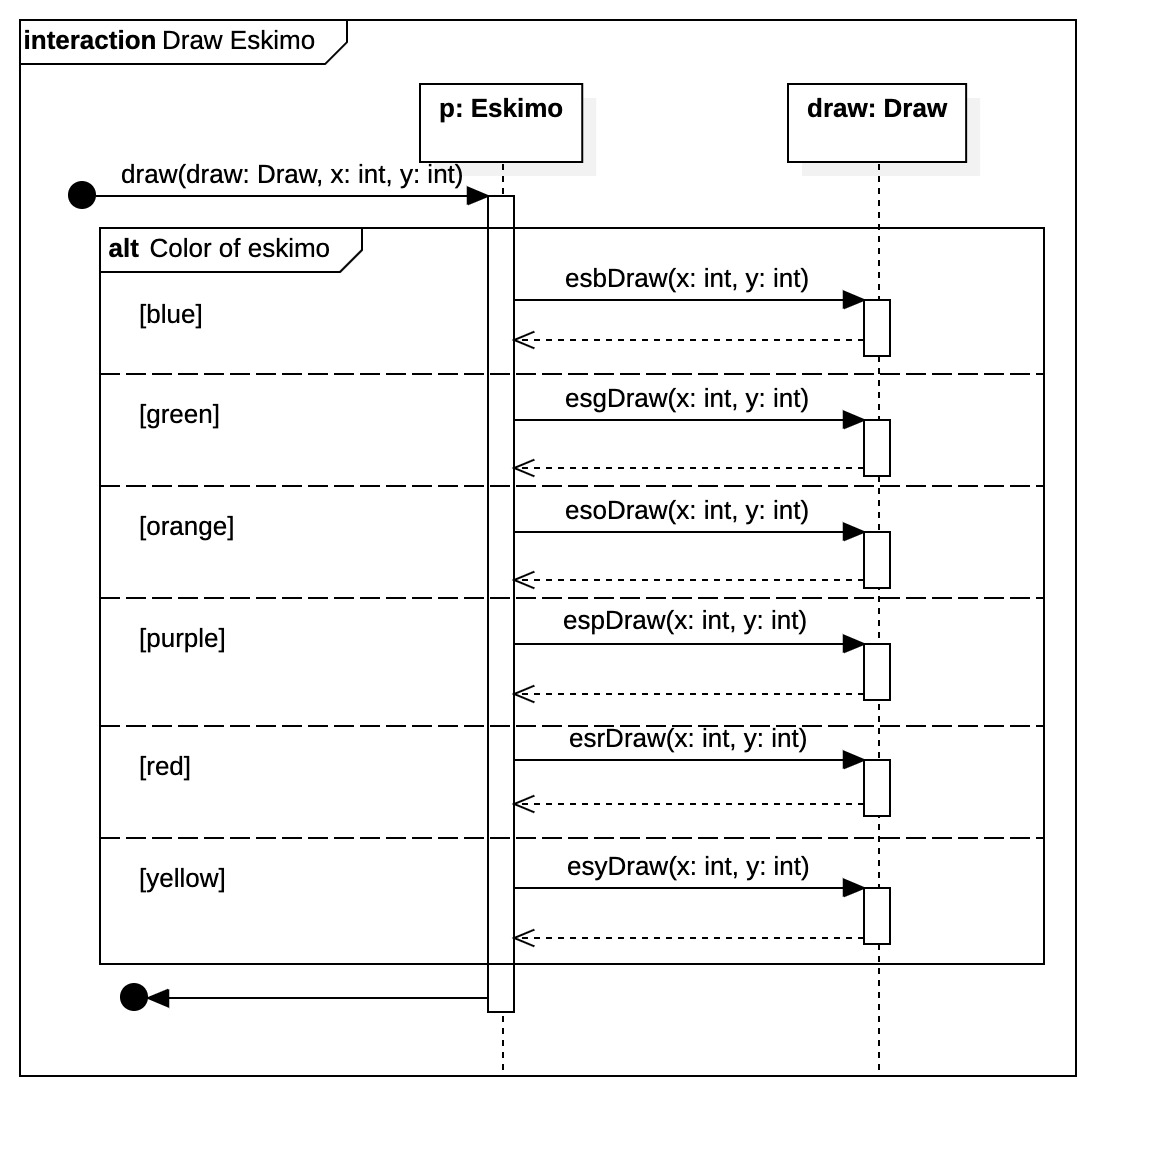 interaction Draw Eskimo
p: Eskimo
draw: Draw
draw(draw: Draw, x: int, y: int)
alt Color of eskimo
esbDraw(x: int, y: int)
[blue]
esgDraw(x: int, y: int)
[green]
esoDraw(x: int, y: int)
[orange]
espDraw(x: int, y: int)
[purple]
esrDraw(x: int, y: int)
[red]
esyDraw(x: int, y: int)
[yellow]